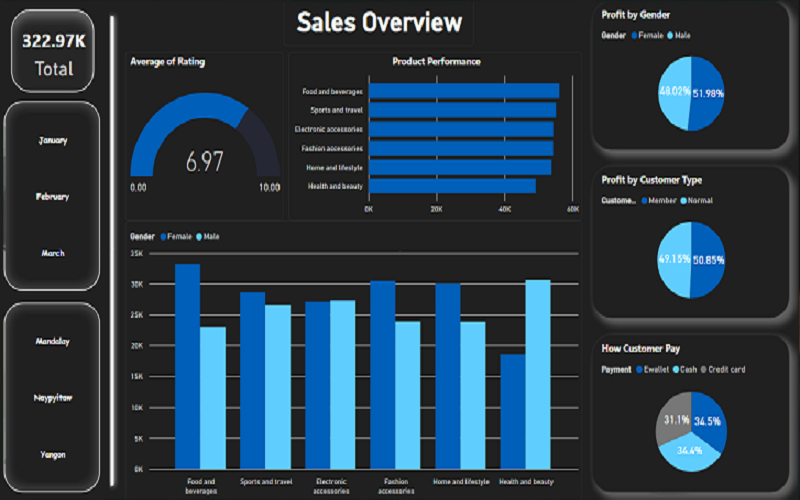 Sales Overview
322.97K
Total
January
February
March
Mandalay
Naypyitaw
Yangon
Average of Rating
6.97
0.00
10.00
Product Performance
Food and beverages
Sports and travel
Electronic accessories
Fashion accessories
Home and lifestyle
Health and beauty
0K
20K
40K
60K
Gender
Female
Male
35K
30K
25K
20K
15K
10K
5K
0K
Food and
beverages
Sports and travel
Electronic
accessories
Fashion
accessories
Home and lifestyle
Health and beauty
Profit by Gender
Gender
Female
Male
48.02%
51.98%
Profit by Customer Type
Custome...
Member
Normal
49.15%
50.85%
How Customer Pay
Payment
Ewallet
Cash
Credit card
31.1%
34.5%
34.4%